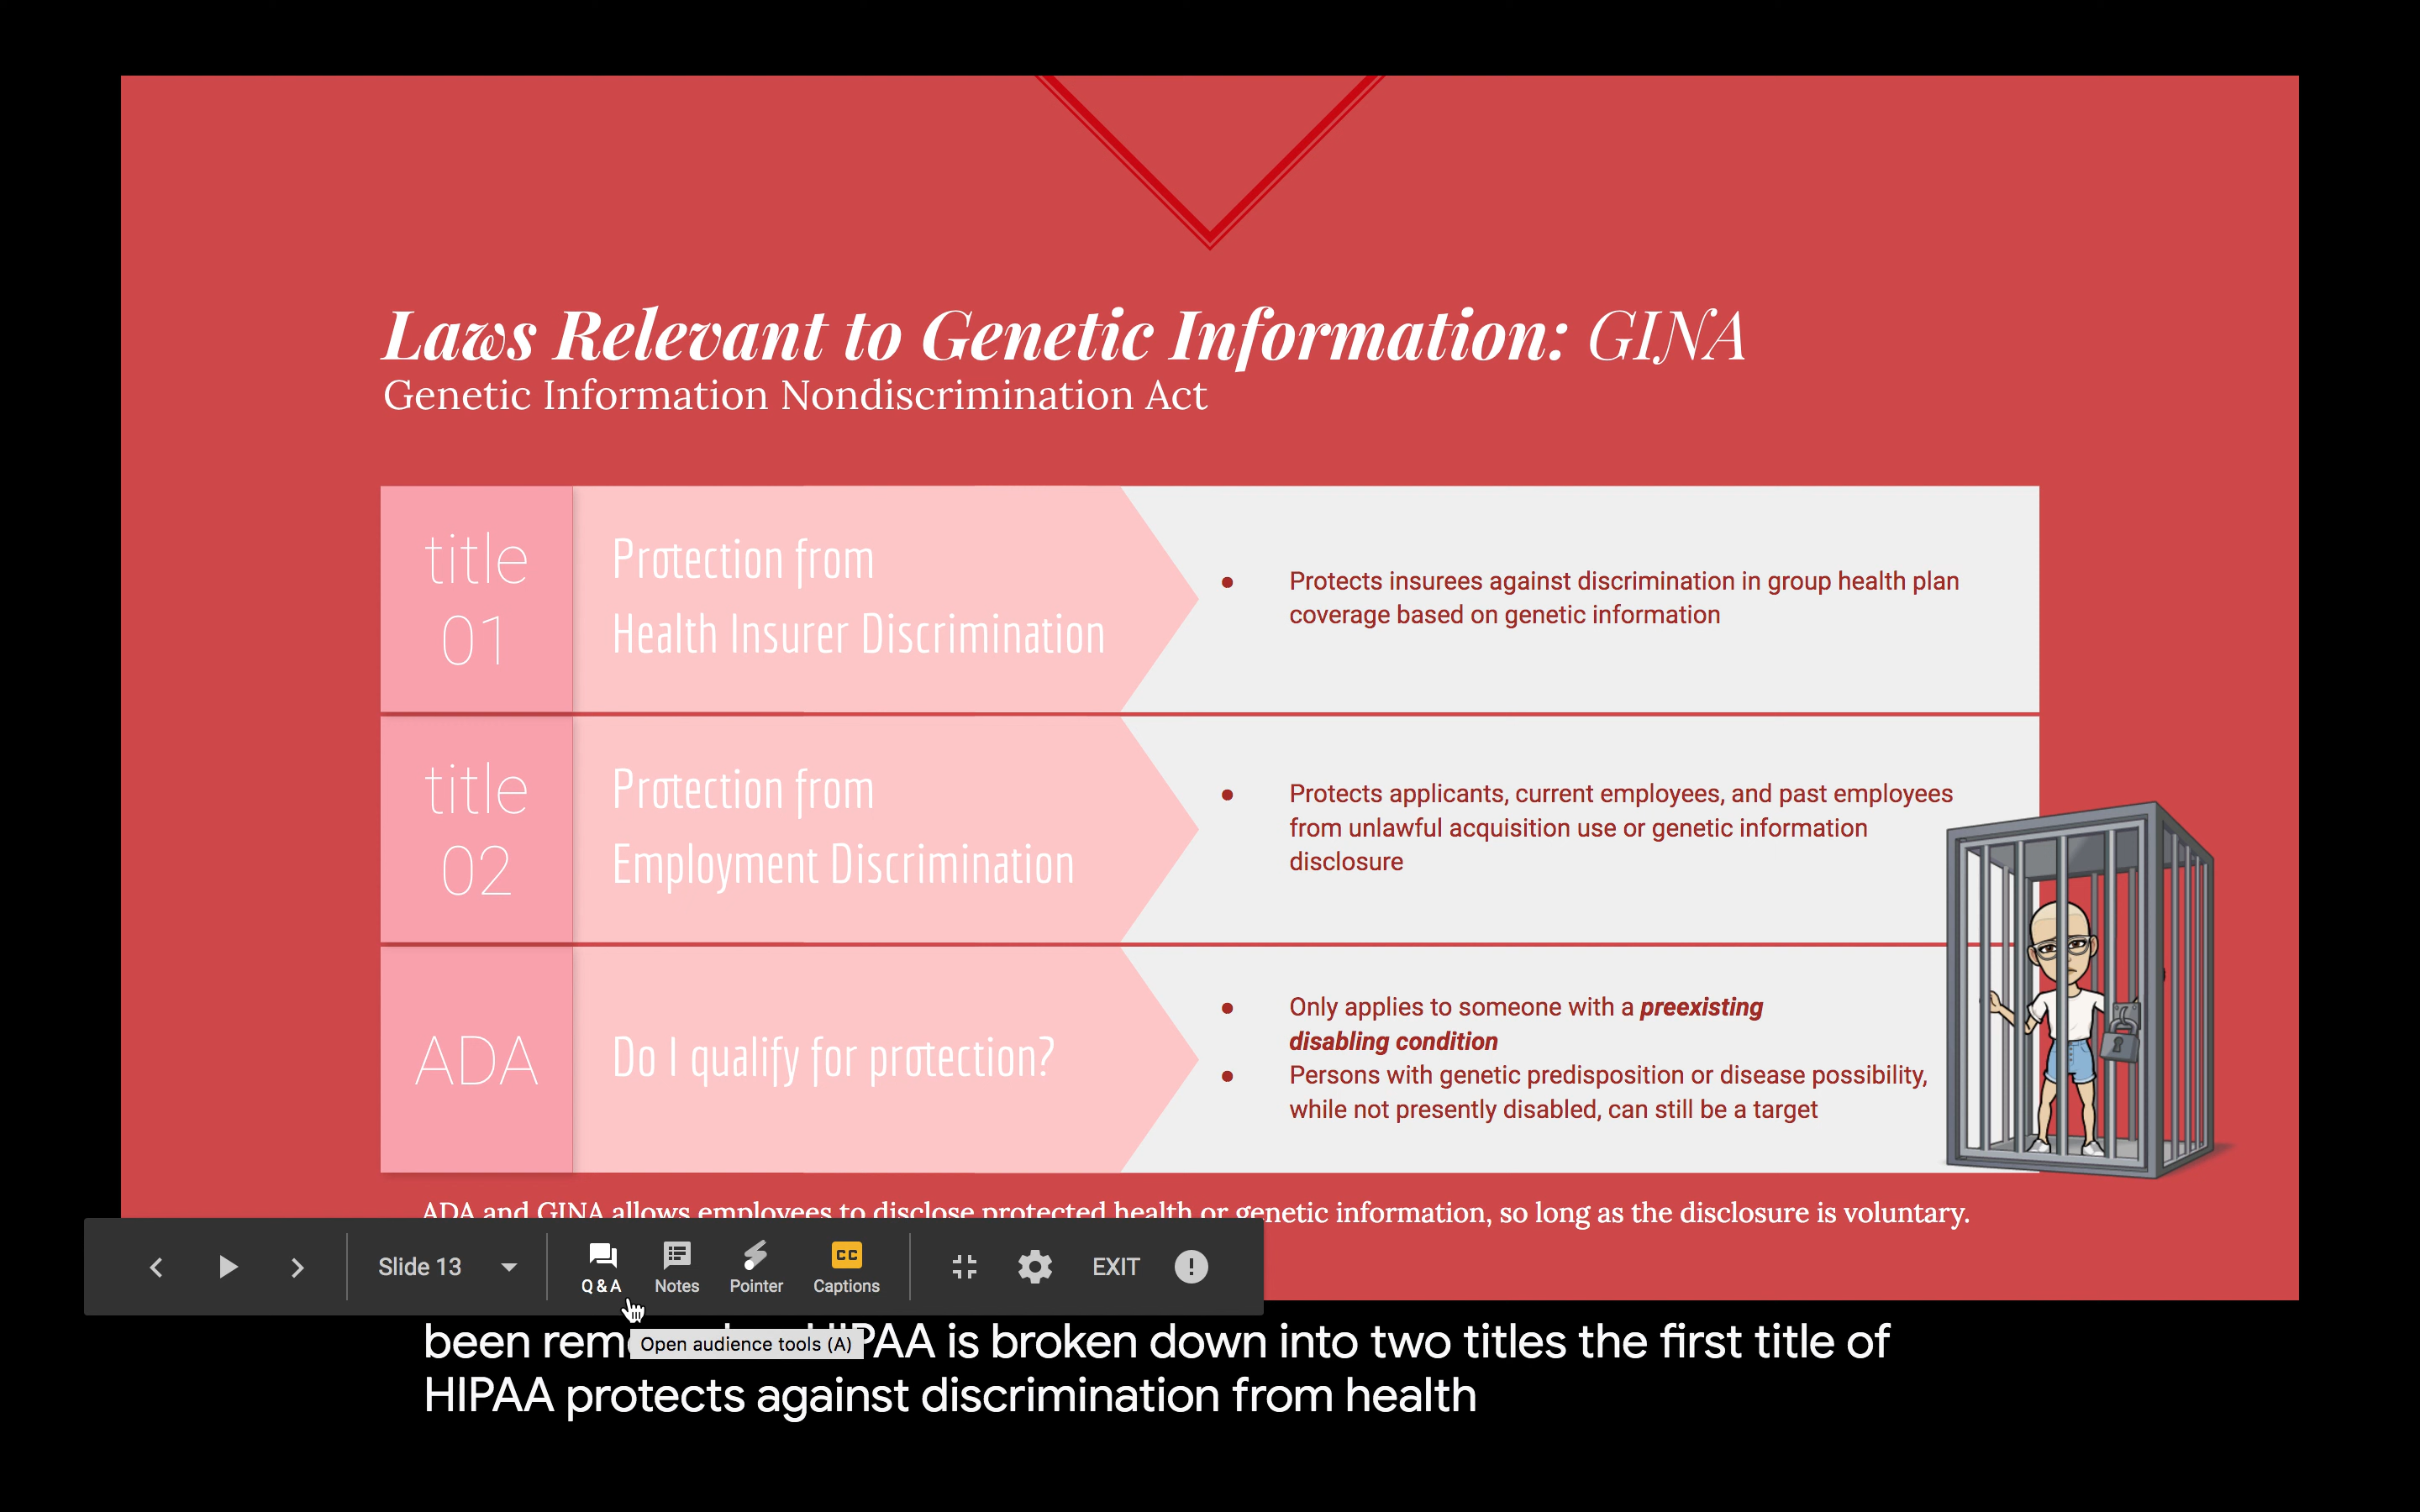 Laws Relevant to Genetic Information: GINA
Genetic Information Nondiscrimination Act
title
01
Protection from
Health Insurer Discrimination
• Protects insurees against discrimination in group health plan
coverage based on genetic information
title
02
Protection from
Employment Discrimination
• Protects applicants, current employees, and past employees
from unlawful acquisition use or genetic information
disclosure
ADA
Do I qualify for protection?
• Only applies to someone with a preexisting
disabling condition
• Persons with genetic predisposition or disease possibility,
while not presently disabled, can still be a target
ADA and GINA allows employees to disclose protected health or genetic information, so long as the disclosure is voluntary.
Slide 13
Q & A
Notes
CC
Pointer
Captions
EXIT
Open audience tools (A)
been is broken down into two titles the first title of
HIPAA protects against discrimination from health